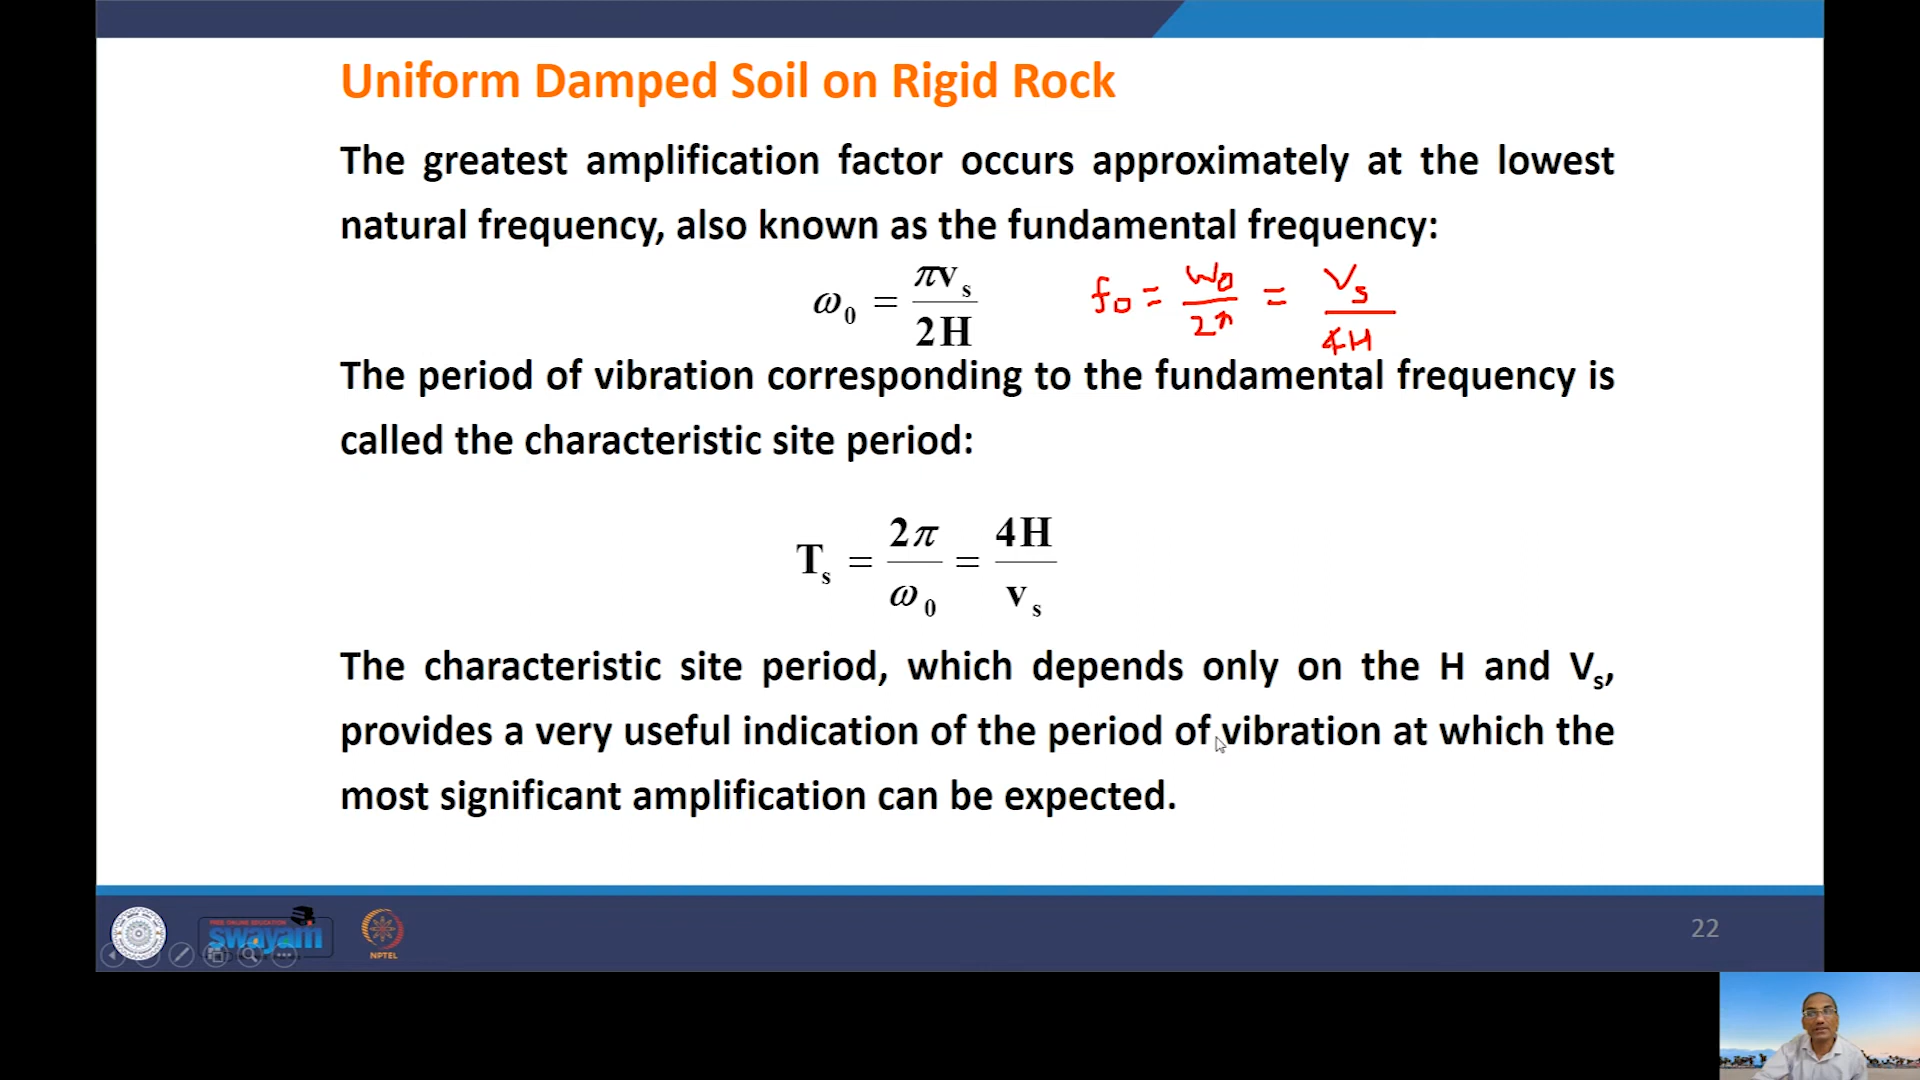 Uniform Damped Soil on Rigid Rock
The greatest amplification factor occurs approximately at the lowest
natural frequency, also known as the fundamental frequency:
ω₀ = πvₛ / 2H    f₀ = ω₀ / 2π = Vₛ / 4H
The period of vibration corresponding to the fundamental frequency is
called the characteristic site period:
Tₛ = 2π / ω₀ = 4H / vₛ
The characteristic site period, which depends only on the H and Vₛ,
provides a very useful indication of the period of vibration at which the
most significant amplification can be expected.
FREE ONLINE EDUCATION
swayam
NPTEL
22